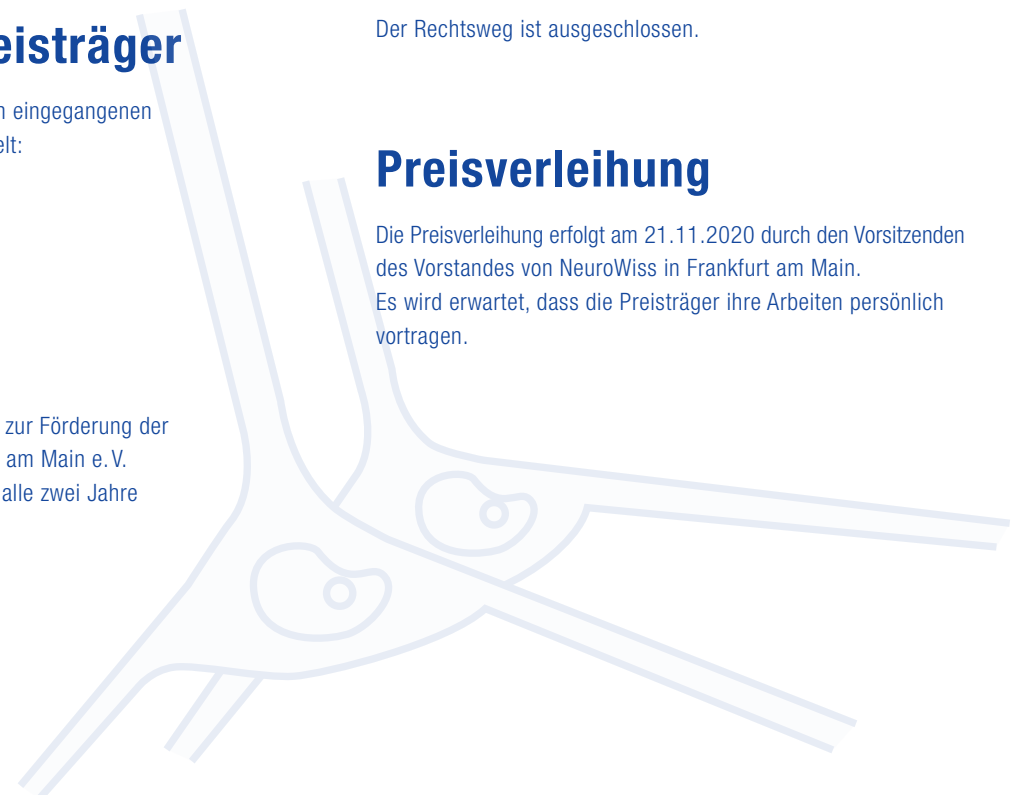 eisträger
eingegangenen
elt:
zur Förderung der
am Main e. V.
alle zwei Jahre
Der Rechtsweg ist ausgeschlossen.
Preisverleihung
Die Preisverleihung erfolgt am 21.11.2020 durch den Vorsitzenden
des Vorstandes von NeuroWiss in Frankfurt am Main.
Es wird erwartet, dass die Preisträger ihre Arbeiten persönlich
vortragen.